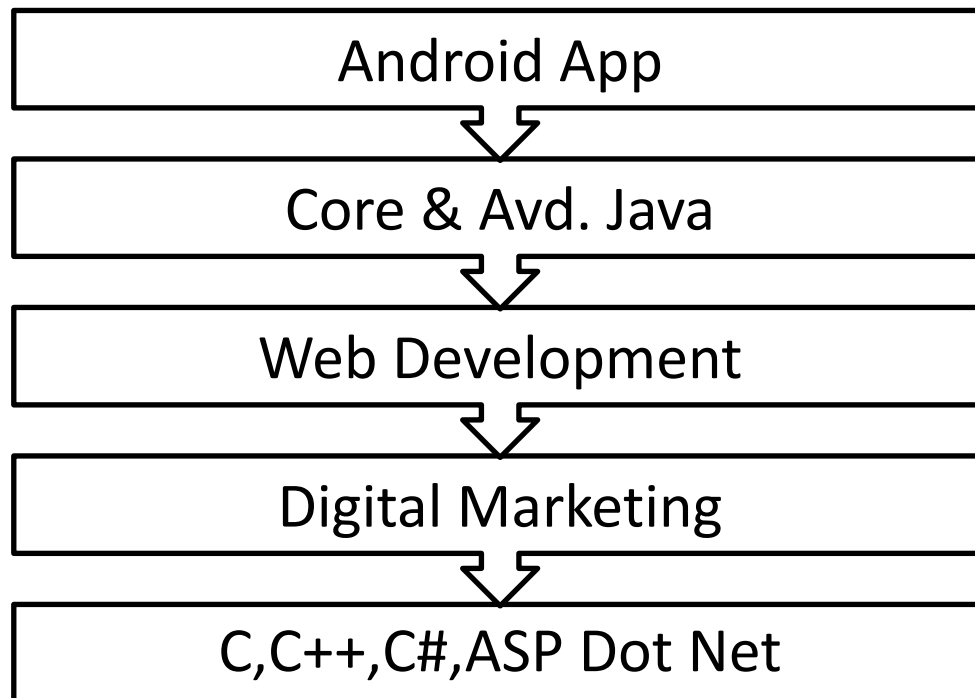 Android App
Core & Avd. Java
Web Development
Digital Marketing
C,C++,C#,ASP Dot Net